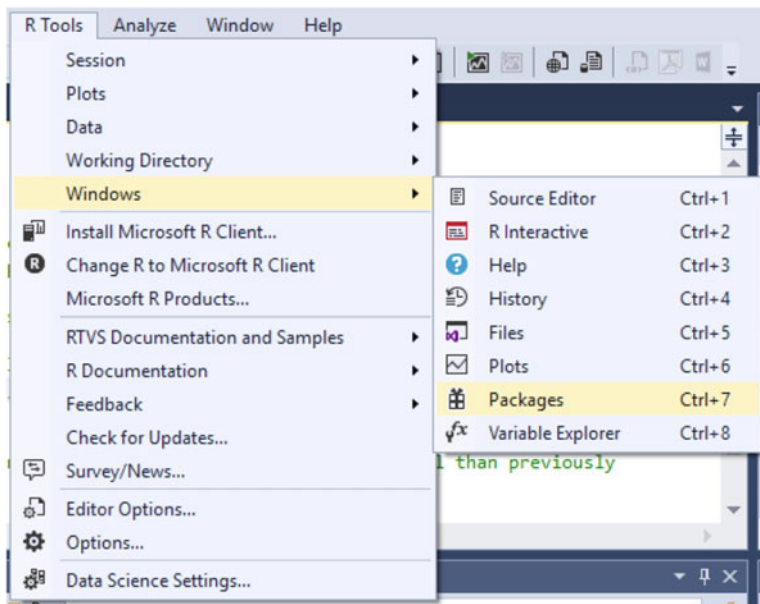 R Tools Analyze Window Help
Session
Plots
Data
Working Directory
Windows
Install Microsoft R Client...
Change R to Microsoft R Client
Microsoft R Products...
RTVS Documentation and Samples
R Documentation
Feedback
Check for Updates...
Survey/News...
Editor Options...
Options...
Data Science Settings...
Source Editor Ctrl+1
R Interactive Ctrl+2
Help Ctrl+3
History Ctrl+4
Files Ctrl+5
Plots Ctrl+6
Packages Ctrl+7
Variable Explorer Ctrl+8
than previously